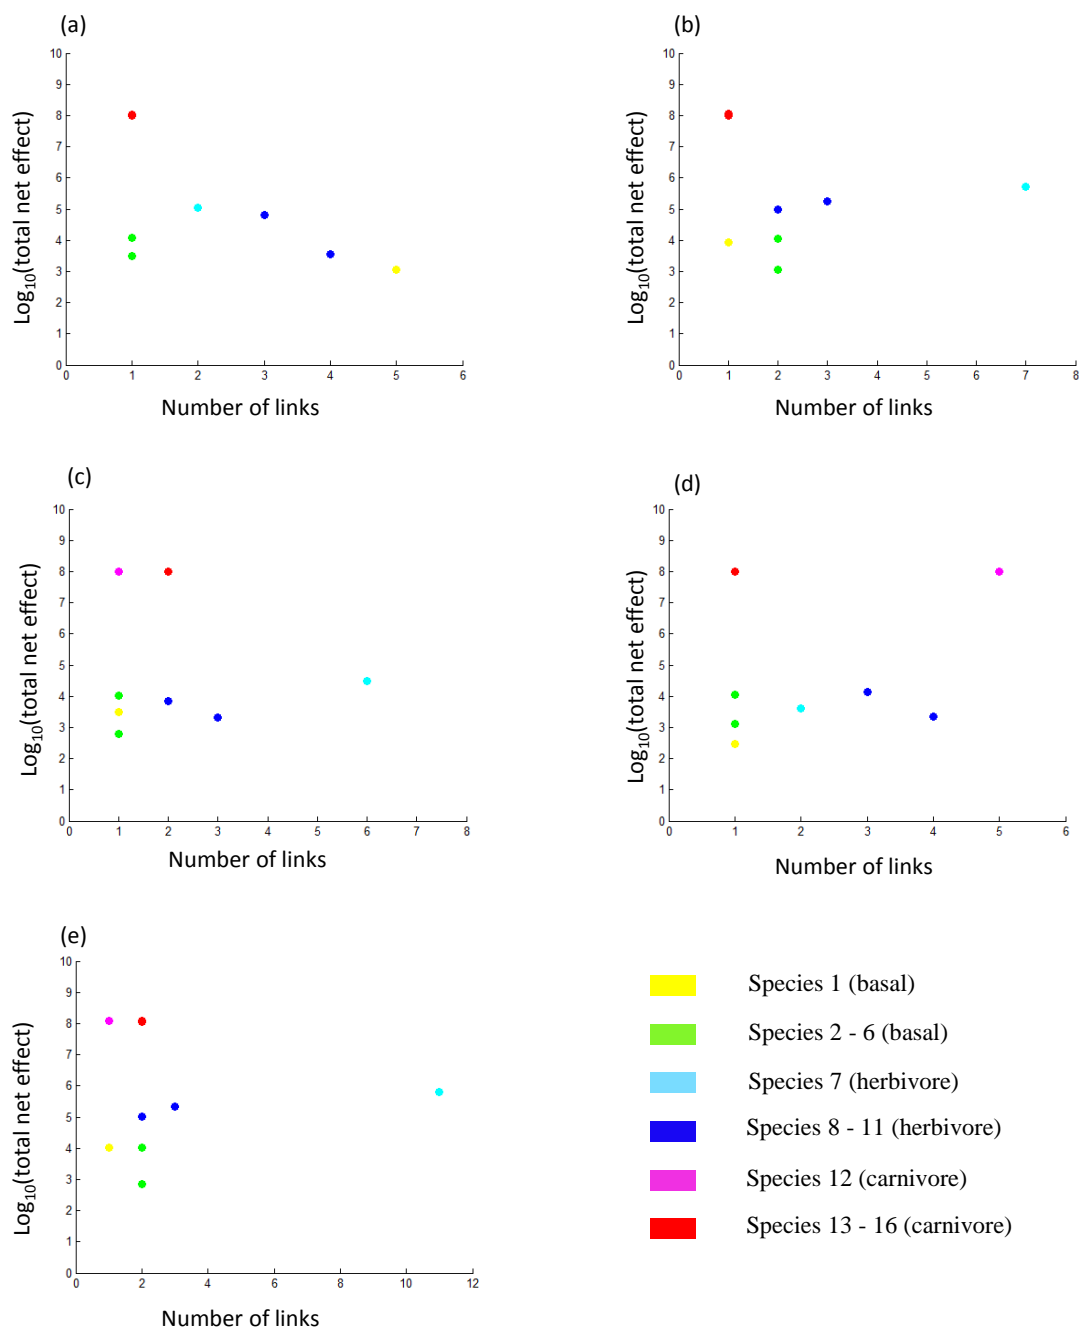 (a)
10
9
8
7
6
5
4
3
2
1
0
0 1 2 3 4 5 6
Log10(total net effect)
Number of links
(b)
10
9
8
7
6
5
4
3
2
1
0
0 1 2 3 4 5 6 7 8
Log10(total net effect)
Number of links
(c)
10
9
8
7
6
5
4
3
2
1
0
0 1 2 3 4 5 6 7 8
Log10(total net effect)
Number of links
(d)
10
9
8
7
6
5
4
3
2
1
0
0 1 2 3 4 5 6
Log10(total net effect)
Number of links
(e)
10
9
8
7
6
5
4
3
2
1
0
0 2 4 6 8 10 12
Log10(total net effect)
Number of links
Species 1 (basal)
Species 2 - 6 (basal)
Species 7 (herbivore)
Species 8 - 11 (herbivore)
Species 12 (carnivore)
Species 13 - 16 (carnivore)